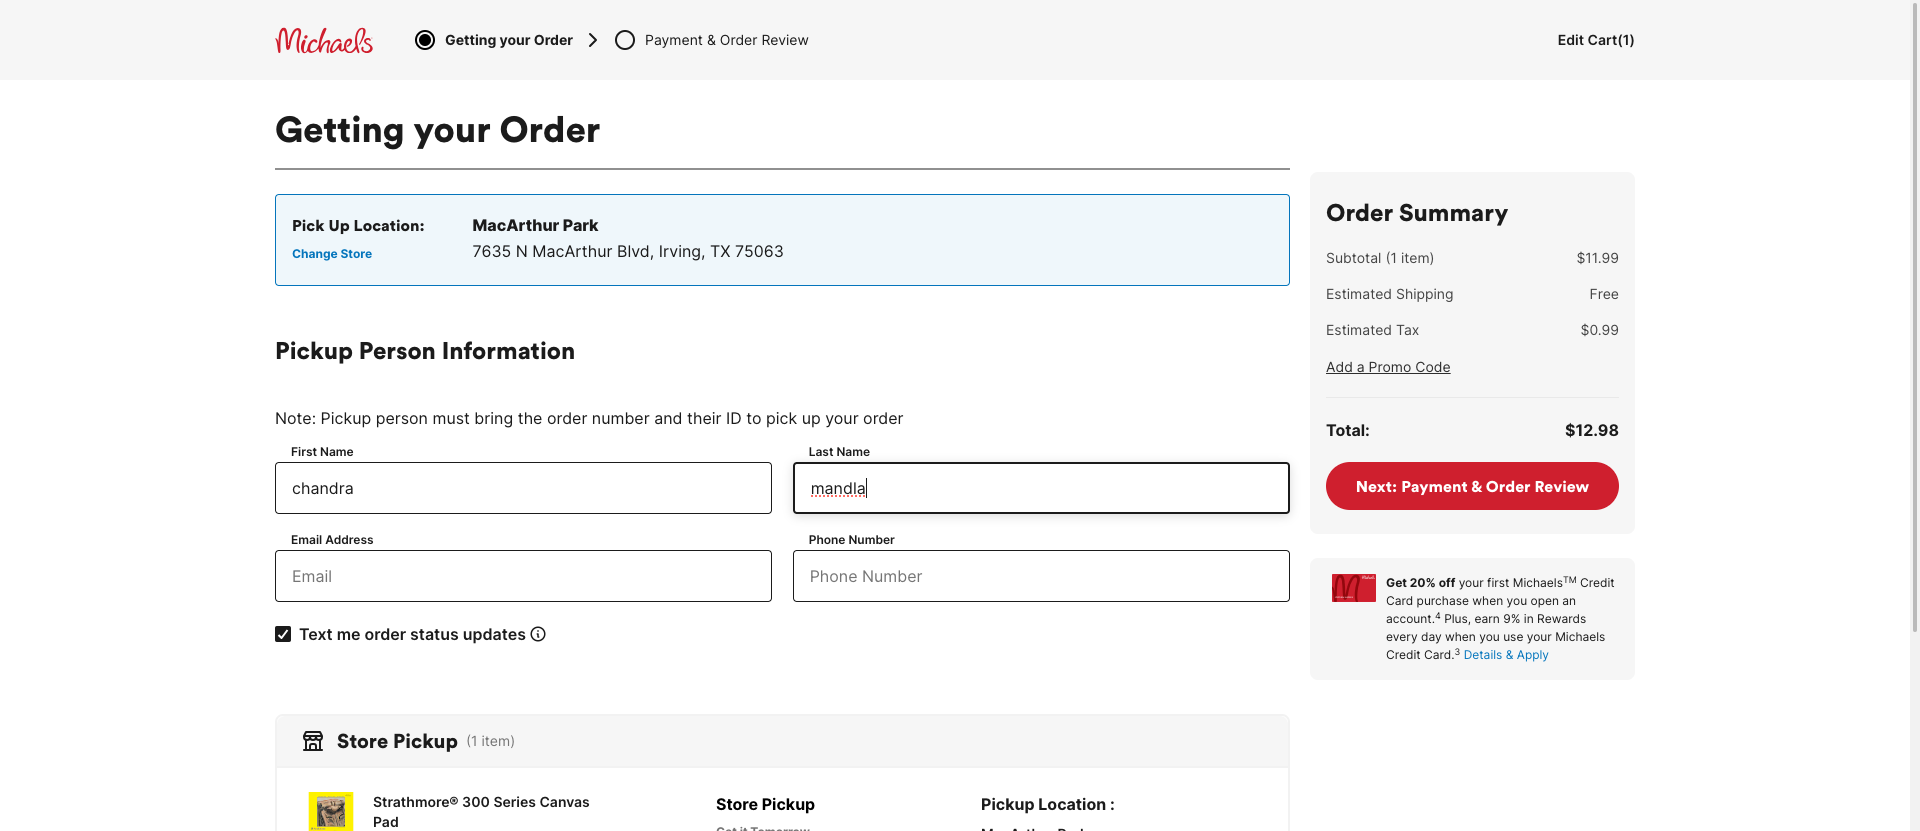 Michaels
Getting your Order
Payment & Order Review
Edit Cart(1)
Getting your Order
Pick Up Location:
Change Store
MacArthur Park
7635 N MacArthur Blvd, Irving, TX 75063
Pickup Person Information
Note: Pickup person must bring the order number and their ID to pick up your order
First Name
chandra
Last Name
mandla
Email Address
Email
Phone Number
Phone Number
Text me order status updates
Store Pickup (1 item)
Strathmore® 300 Series Canvas
Pad
Store Pickup
Get it Tomorrow
Pickup Location :
MacArthur Park
Order Summary
Subtotal (1 item) $11.99
Estimated Shipping Free
Estimated Tax $0.99
Add a Promo Code
Total: $12.98
Next: Payment & Order Review
Get 20% off your first Michaels™ Credit
Card purchase when you open an
account.⁴ Plus, earn 9% in Rewards
every day when you use your Michaels
Credit Card.³ Details & Apply